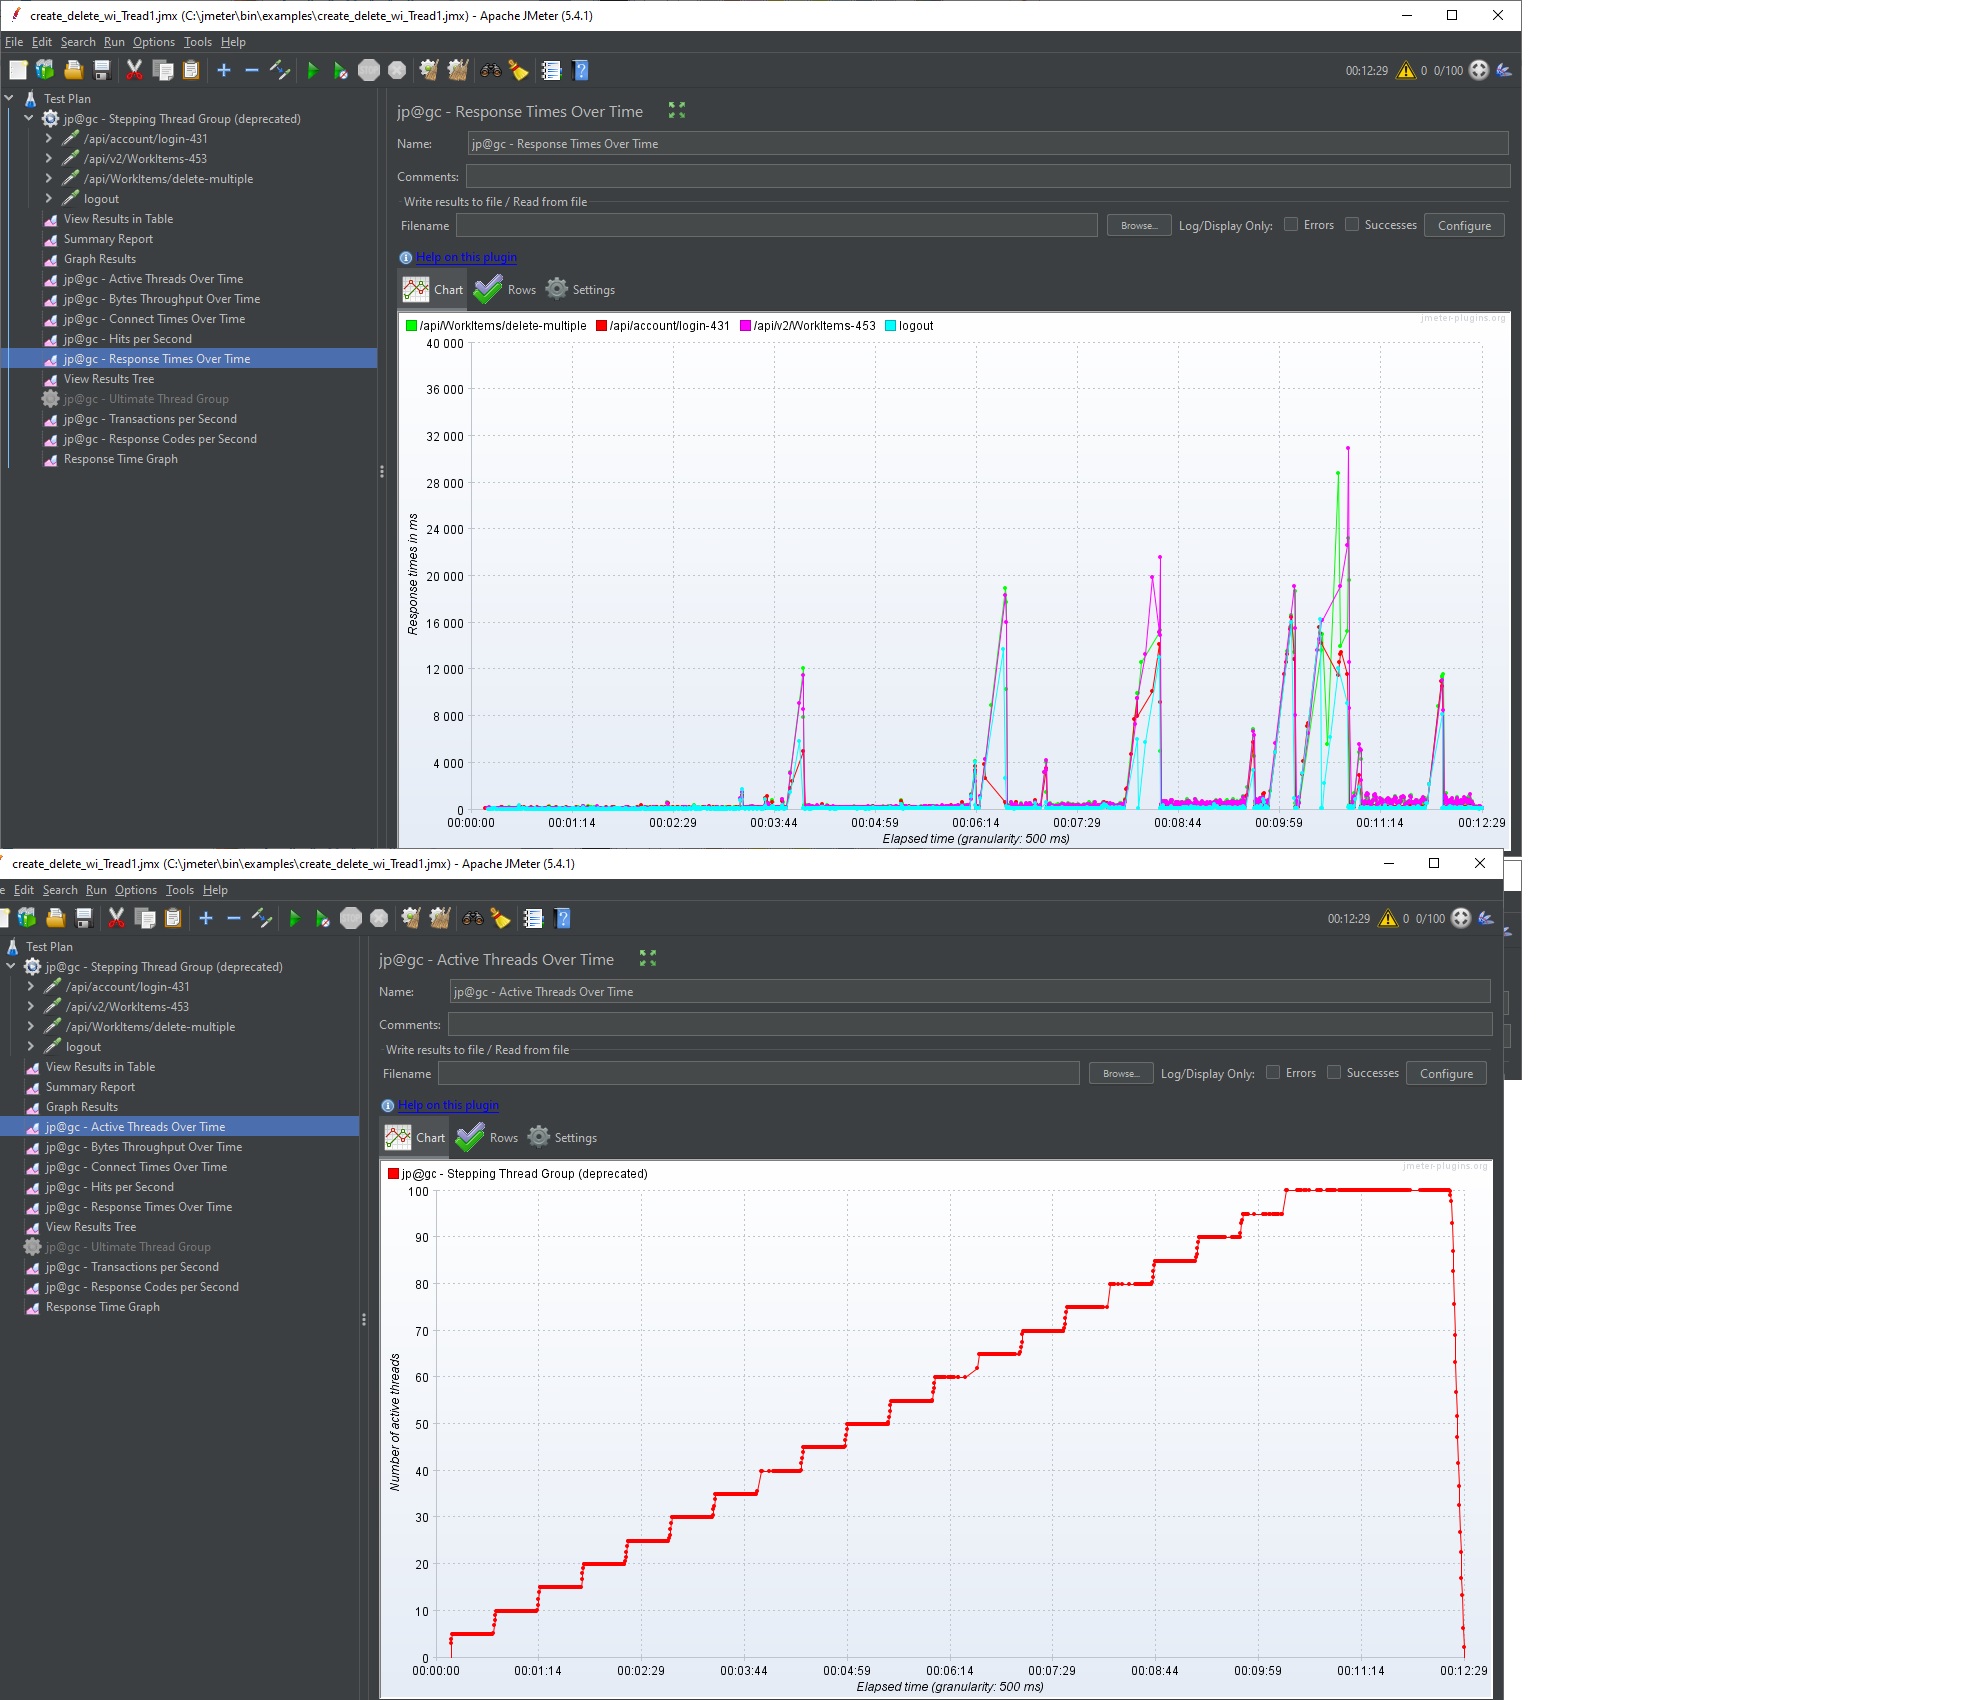 create_delete_wi_Tread1.jmx (C:\jmeter\bin\examples\create_delete_wi_Tread1.jmx) - Apache JMeter (5.4.1)
File Edit Search Run Options Tools Help
00:12:29 0 0/100
Test Plan
jp@gc - Stepping Thread Group (deprecated)
/api/account/login-431
/api/v2/WorkItems-453
/api/WorkItems/delete-multiple
logout
View Results in Table
Summary Report
Graph Results
jp@gc - Active Threads Over Time
jp@gc - Bytes Throughput Over Time
jp@gc - Connect Times Over Time
jp@gc - Hits per Second
jp@gc - Response Times Over Time
View Results Tree
jp@gc - Ultimate Thread Group
jp@gc - Transactions per Second
jp@gc - Response Codes per Second
Response Time Graph
jp@gc - Response Times Over Time
Name: jp@gc - Response Times Over Time
Comments:
Write results to file / Read from file
Filename Browse... Log/Display Only: Errors Successes Configure
Help on this plugin
Chart Rows Settings
jmeter-plugins.org
/api/WorkItems/delete-multiple /api/account/login-431 /api/v2/WorkItems-453 logout
40 000
36 000
32 000
28 000
24 000
20 000
16 000
12 000
8 000
4 000
0
Response times in ms
00:00:00 00:01:14 00:02:29 00:03:44 00:04:59 00:06:14 00:07:29 00:08:44 00:09:59 00:11:14 00:12:29
Elapsed time (granularity: 500 ms)
create_delete_wi_Tread1.jmx (C:\jmeter\bin\examples\create_delete_wi_Tread1.jmx) - Apache JMeter (5.4.1)
e Edit Search Run Options Tools Help
00:12:29 0 0/100
Test Plan
jp@gc - Stepping Thread Group (deprecated)
/api/account/login-431
/api/v2/WorkItems-453
/api/WorkItems/delete-multiple
logout
View Results in Table
Summary Report
Graph Results
jp@gc - Active Threads Over Time
jp@gc - Bytes Throughput Over Time
jp@gc - Connect Times Over Time
jp@gc - Hits per Second
jp@gc - Response Times Over Time
View Results Tree
jp@gc - Ultimate Thread Group
jp@gc - Transactions per Second
jp@gc - Response Codes per Second
Response Time Graph
jp@gc - Active Threads Over Time
Name: jp@gc - Active Threads Over Time
Comments:
Write results to file / Read from file
Filename Browse... Log/Display Only: Errors Successes Configure
Help on this plugin
Chart Rows Settings
jmeter-plugins.org
jp@gc - Stepping Thread Group (deprecated)
100
90
80
70
60
50
40
30
20
10
0
Number of active threads
00:00:00 00:01:14 00:02:29 00:03:44 00:04:59 00:06:14 00:07:29 00:08:44 00:09:59 00:11:14 00:12:29
Elapsed time (granularity: 500 ms)